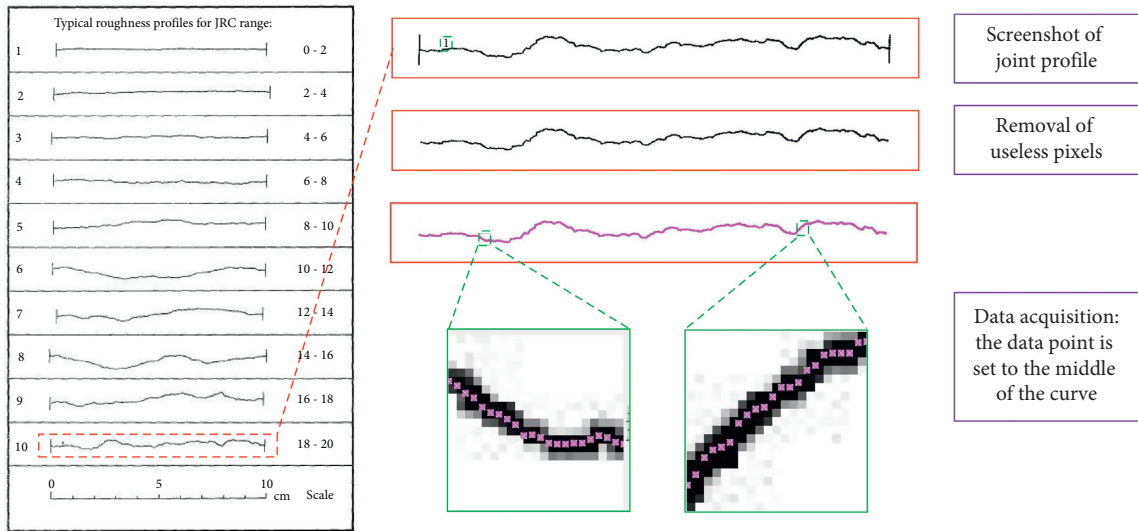 Typical roughness profiles for JRC range:
1 0 - 2
2 2 - 4
3 4 - 6
4 6 - 8
5 8 - 10
6 10 - 12
7 12 - 14
8 14 - 16
9 16 - 18
10 18 - 20
0 5 10
cm Scale
1
Screenshot of
joint profile
Removal of
useless pixels
Data acquisition:
the data point is
set to the middle
of the curve